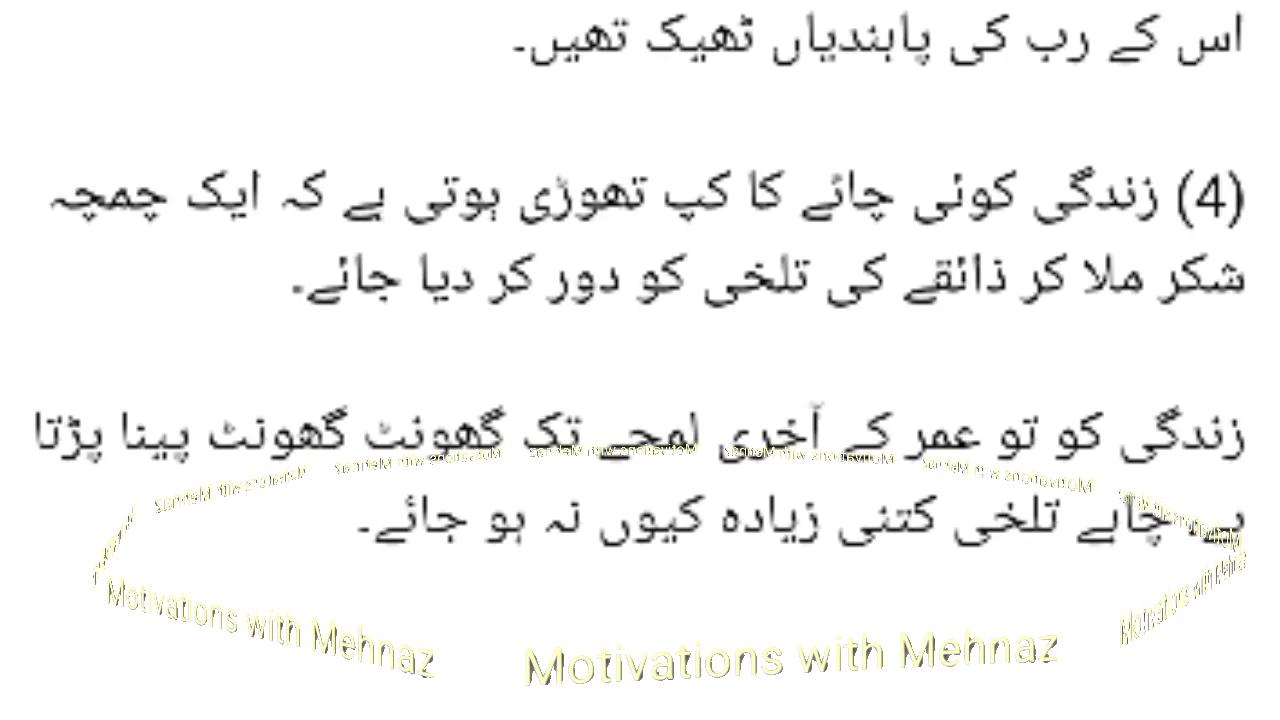 اس کے رب کی پابندیاں ٹھیک تھیں۔
(4) زندگی کوئی چائے کا کپ تھوڑی ہوتی ہے کہ ایک چمچہ
شکر ملا کر ذائقے کی تلخی کو دور کر دیا جائے۔
زندگی کو تو عمر کے آخری لمحے تک گھونٹ گھونٹ پینا پڑتا
ہے چاہے تلخی کتنی زیادہ کیوں نہ ہو جائے۔
Motivations with Mehnaz
Motivations with Mehnaz
Motivations with Mehnaz